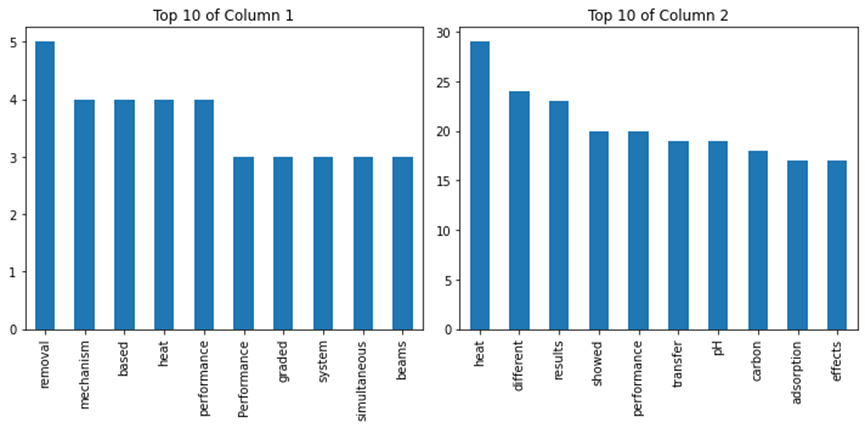 Top 10 of Column 1
5
4
3
2
1
0
removal
mechanism
based
heat
performance
Performance
graded
system
simultaneous
beams
Top 10 of Column 2
30
25
20
15
10
5
0
heat
different
results
showed
performance
transfer
pH
carbon
adsorption
effects